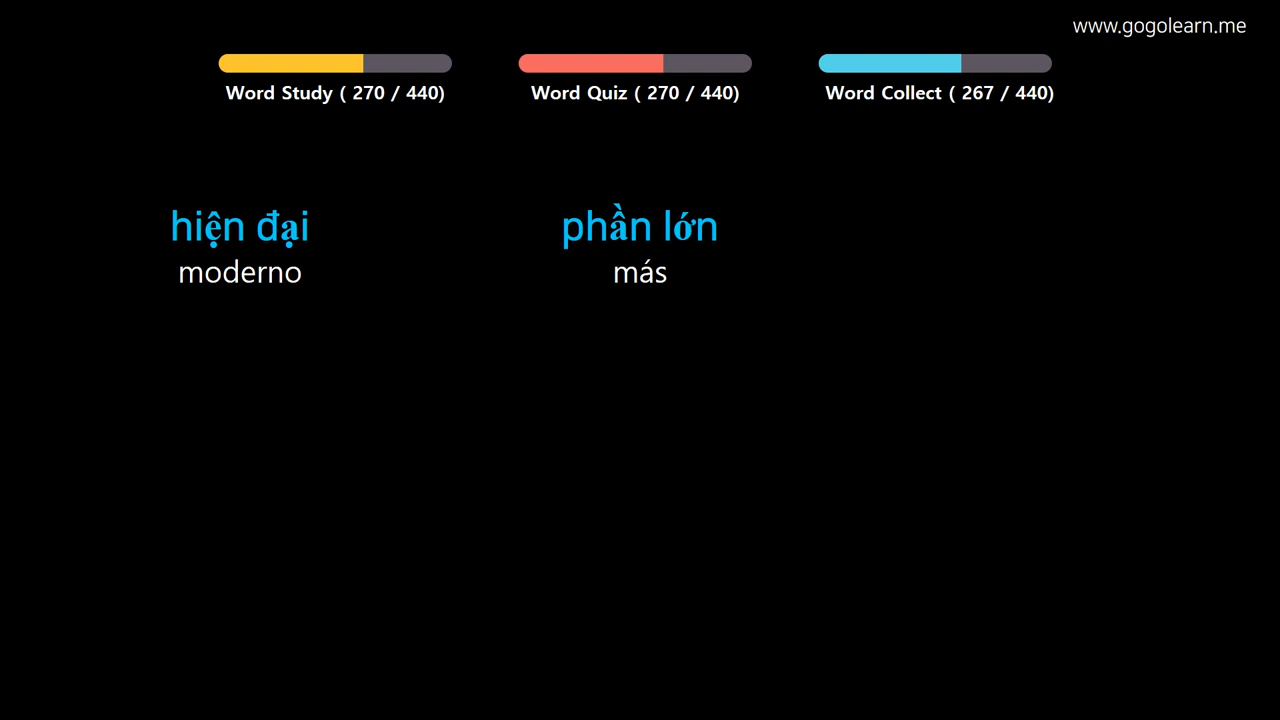 www.gogolearn.me
Word Study ( 270 / 440)
Word Quiz ( 270 / 440)
Word Collect ( 267 / 440)
hiện đại
moderno
phần lớn
más